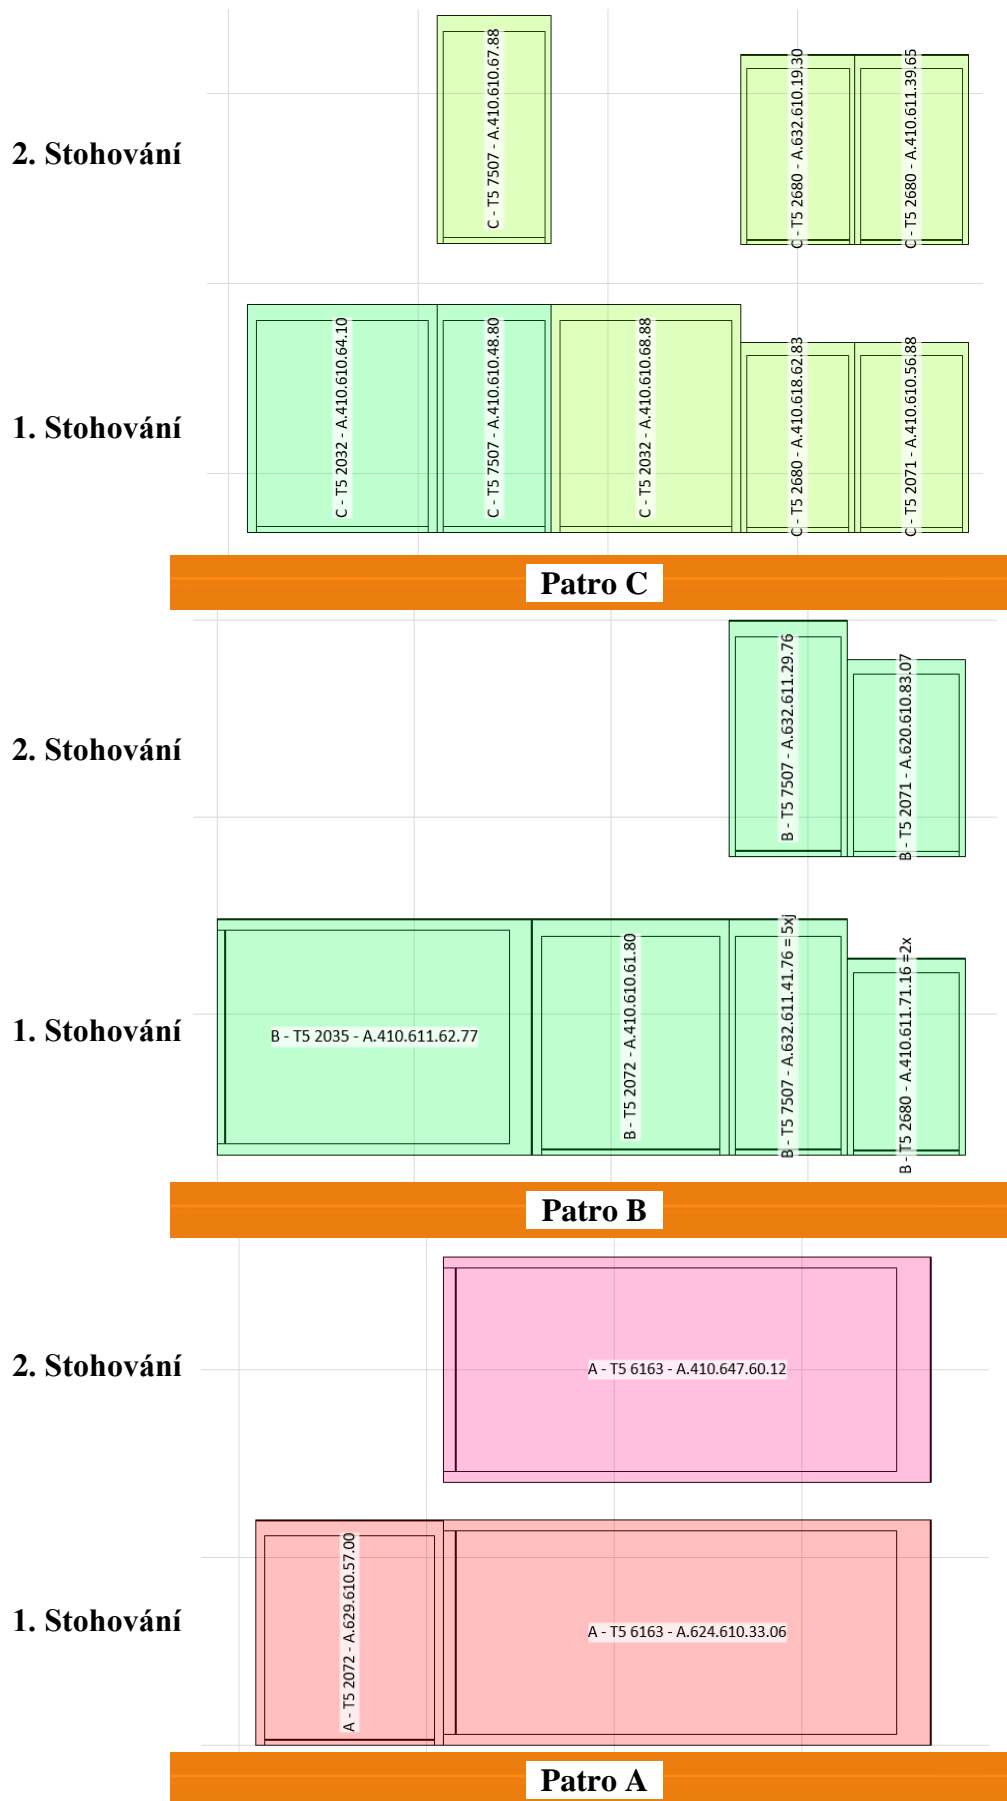 2. Stohování
C - T5 7507 - A.410.610.67.88
C - T5 2680 - A.632.610.19.30
C - T5 2680 - A.410.611.39.65
1. Stohování
C - T5 2032 - A.410.610.64.10
C - T5 7507 - A.410.610.48.80
C - T5 2032 - A.410.610.68.88
C - T5 2680 - A.410.618.62.83
C - T5 2071 - A.410.610.56.88
Patro C
2. Stohování
B - T5 7507 - A.632.611.29.76
B - T5 2071 - A.620.610.83.07
1. Stohování
B - T5 2035 - A.410.611.62.77
B - T5 2072 - A.410.610.61.80
B - T5 7507 - A.632.611.41.76 = 5xj
B - T5 2680 - A.410.611.71.16 =2x
Patro B
2. Stohování
A - T5 6163 - A.410.647.60.12
1. Stohování
A - T5 2072 - A.629.610.57.00
A - T5 6163 - A.624.610.33.06
Patro A